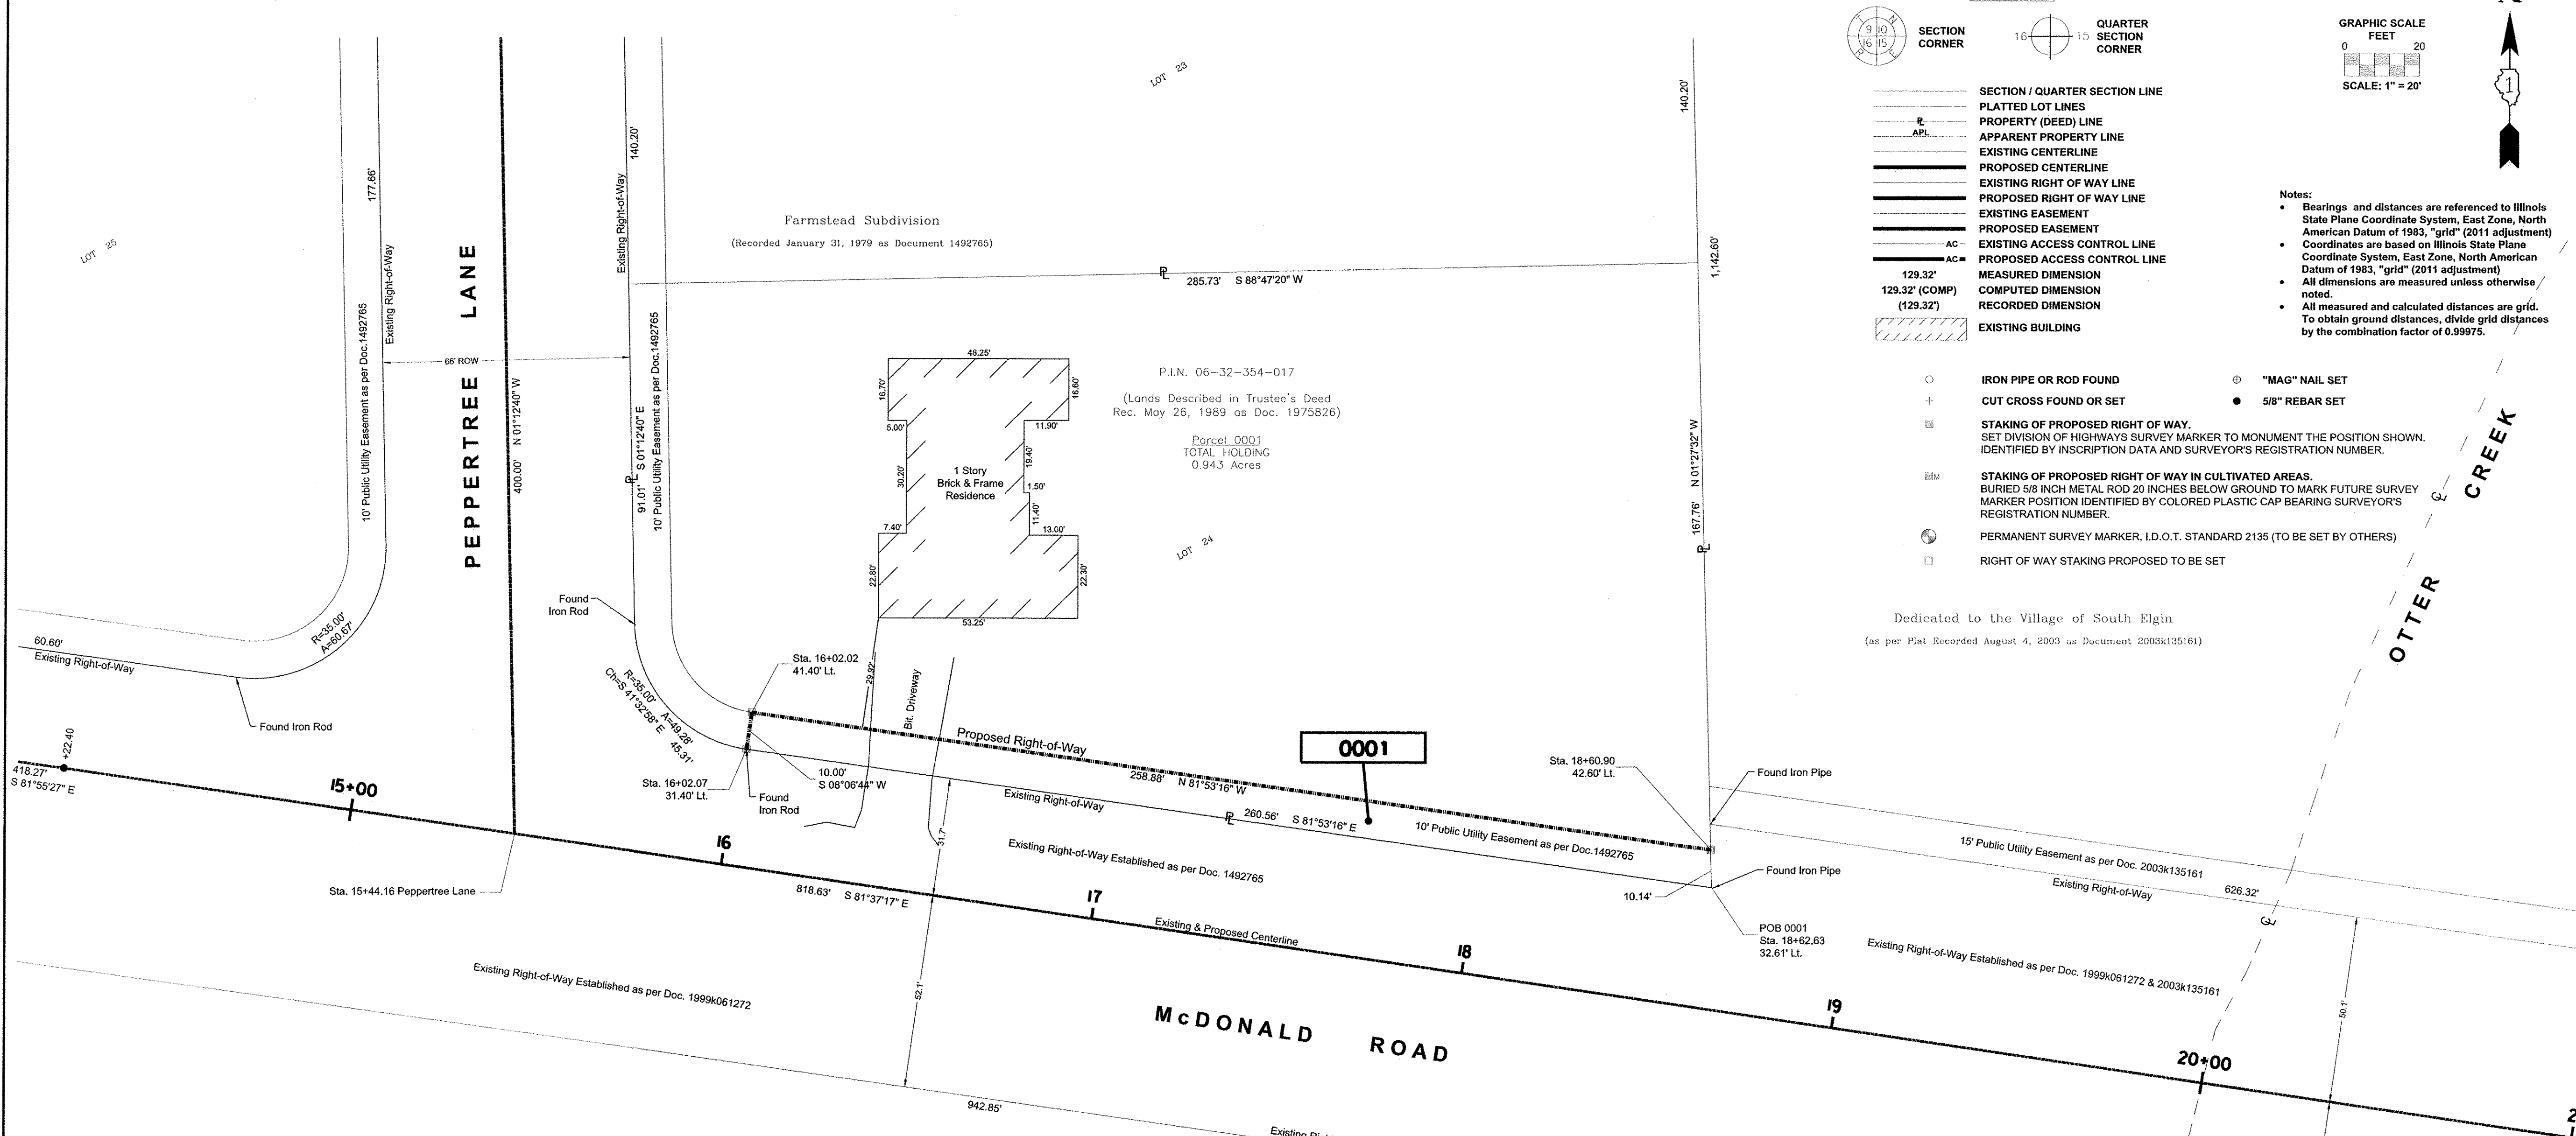 N
9 10
16 15
T N
R E
SECTION
CORNER
16 15
QUARTER
SECTION
CORNER
GRAPHIC SCALE
FEET
0 20
SCALE: 1" = 20'
1
SECTION / QUARTER SECTION LINE
PLATTED LOT LINES
PROPERTY (DEED) LINE
APL
APPARENT PROPERTY LINE
EXISTING CENTERLINE
PROPOSED CENTERLINE
EXISTING RIGHT OF WAY LINE
PROPOSED RIGHT OF WAY LINE
EXISTING EASEMENT
PROPOSED EASEMENT
AC EXISTING ACCESS CONTROL LINE
AC PROPOSED ACCESS CONTROL LINE
129.32' MEASURED DIMENSION
129.32' (COMP) COMPUTED DIMENSION
(129.32') RECORDED DIMENSION
EXISTING BUILDING
Notes:
• Bearings and distances are referenced to Illinois
State Plane Coordinate System, East Zone, North
American Datum of 1983, "grid" (2011 adjustment)
• Coordinates are based on Illinois State Plane
Coordinate System, East Zone, North American
Datum of 1983, "grid" (2011 adjustment)
• All dimensions are measured unless otherwise
noted.
• All measured and calculated distances are grid.
To obtain ground distances, divide grid distances
by the combination factor of 0.99975.
IRON PIPE OR ROD FOUND
"MAG" NAIL SET
CUT CROSS FOUND OR SET
5/8" REBAR SET
STAKING OF PROPOSED RIGHT OF WAY.
SET DIVISION OF HIGHWAYS SURVEY MARKER TO MONUMENT THE POSITION SHOWN.
IDENTIFIED BY INSCRIPTION DATA AND SURVEYOR'S REGISTRATION NUMBER.
M
STAKING OF PROPOSED RIGHT OF WAY IN CULTIVATED AREAS.
BURIED 5/8 INCH METAL ROD 20 INCHES BELOW GROUND TO MARK FUTURE SURVEY
MARKER POSITION IDENTIFIED BY COLORED PLASTIC CAP BEARING SURVEYOR'S
REGISTRATION NUMBER.
PERMANENT SURVEY MARKER, I.D.O.T. STANDARD 2135 (TO BE SET BY OTHERS)
RIGHT OF WAY STAKING PROPOSED TO BE SET
Dedicated to the Village of South Elgin
(as per Plat Recorded August 4, 2003 as Document 2003k135161)
OTTER CREEK
LOT 23
LOT 25
LOT 24
177.66'
Existing Right-of-Way
10' Public Utility Easement as per Doc.1492765
PEPPERTREE LANE
400.00' N 01°12'40" W
66' ROW
140.20'
Existing Right-of-Way
91.01' S 01°12'40" E
10' Public Utility Easement as per Doc.1492765
Farmstead Subdivision
(Recorded January 31, 1979 as Document 1492765)
285.73' S 88°47'20" W
140.20'
1,142.60'
167.76' N 01°27'32" W
48.25'
16.70'
16.60'
5.00'
11.90'
19.40'
30.20'
1 Story
Brick & Frame
Residence
1.50'
11.40'
7.40'
13.00'
22.80'
22.30'
53.25'
P.I.N. 06-32-354-017
(Lands Described in Trustee's Deed
Rec. May 26, 1989 as Doc. 1975826)
Parcel 0001
TOTAL HOLDING
0.943 Acres
60.60'
Existing Right-of-Way
R=35.00'
A=60.67'
Found Iron Rod
Found
Iron Rod
R=35.00' A=49.28'
Ch=S 41°32'58" E 45.31'
Sta. 16+02.02
41.40' Lt.
29.92'
Bit. Driveway
Sta. 16+02.07
31.40' Lt.
10.00'
S 08°06'44" W
Found
Iron Rod
Proposed Right-of-Way
258.88' N 81°53'16" W
0001
Sta. 18+60.90
42.60' Lt.
Found Iron Pipe
Existing Right-of-Way
260.56' S 81°53'16" E
10' Public Utility Easement as per Doc.1492765
31.7'
Existing Right-of-Way Established as per Doc. 1492765
Found Iron Pipe
10.14'
POB 0001
Sta. 18+62.63
32.61' Lt.
15' Public Utility Easement as per Doc. 2003k135161
Existing Right-of-Way
626.32'
Existing Right-of-Way Established as per Doc. 1999k061272 & 2003k135161
50.1'
+22.40
418.27'
S 81°55'27" E
15+00
16
17
18
19
20+00
2
Sta. 15+44.16 Peppertree Lane
818.63' S 81°37'17" E
Existing & Proposed Centerline
Existing Right-of-Way Established as per Doc. 1999k061272
52.1'
McDONALD ROAD
942.85'